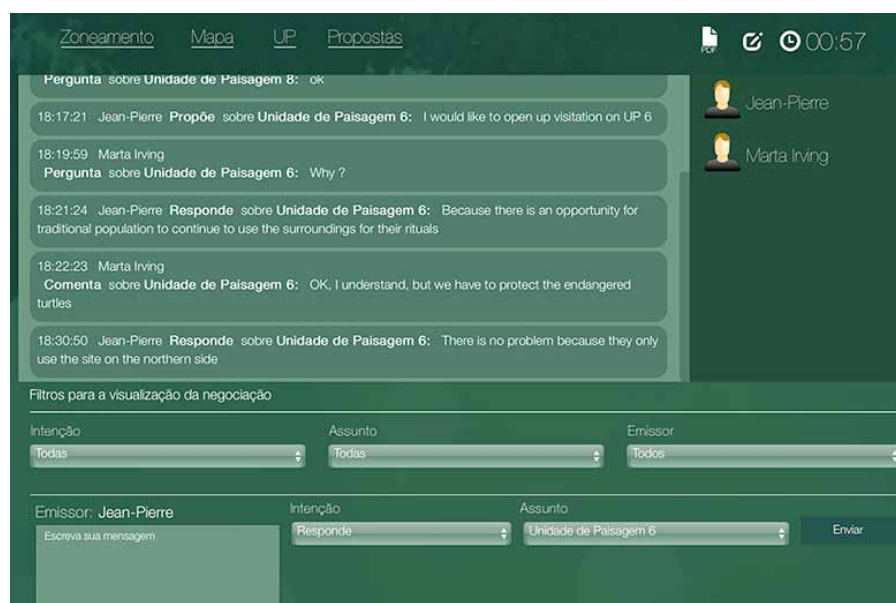 Zoneamento Mapa UP Propostas
PDF 00:57
Pergunta sobre Unidade de Paisagem 8: ok
18:17:21 Jean-Pierre Propõe sobre Unidade de Paisagem 6: I would like to open up visitation on UP 6
18:19:59 Marta Irving
Pergunta sobre Unidade de Paisagem 6: Why ?
18:21:24 Jean-Pierre Responde sobre Unidade de Paisagem 6: Because there is an opportunity for
traditional population to continue to use the surroundings for their rituals
18:22:23 Marta Irving
Comenta sobre Unidade de Paisagem 6: OK, I understand, but we have to protect the endangered
turtles
18:30:50 Jean-Pierre Responde sobre Unidade de Paisagem 6: There is no problem because they only
use the site on the northern side
Jean-Pierre
Marta Irving
Filtros para a visualização da negociação
Intenção Assunto Emissor
Todas Todas Todos
Emissor: Jean-Pierre Intenção Assunto
Escreva sua mensagem Responde Unidade de Paisagem 6 Enviar